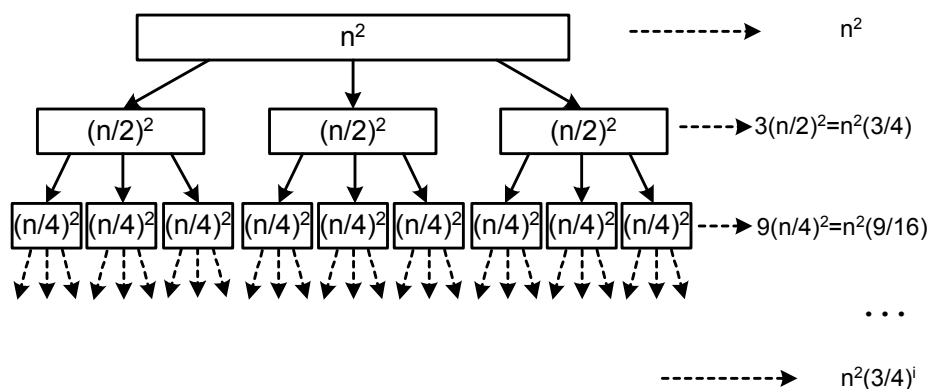 n² n²
(n/2)² (n/2)² (n/2)² 3(n/2)²=n²(3/4)
(n/4)² (n/4)² (n/4)² (n/4)² (n/4)² (n/4)² (n/4)² (n/4)² (n/4)² 9(n/4)²=n²(9/16)
...
n²(3/4)ⁱ